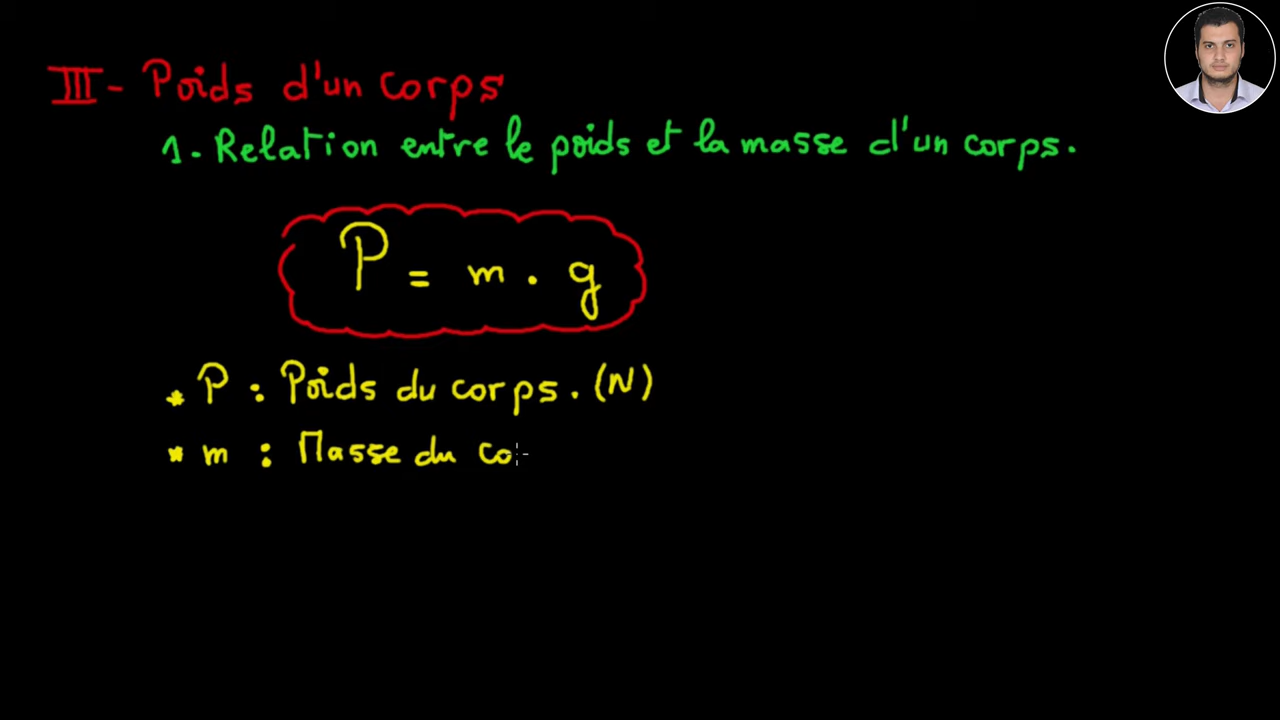 III - Poids d'un corps
1. Relation entre le poids et la masse d'un corps.
P = m . g
* P : Poids du corps. (N)
* m : Masse du co